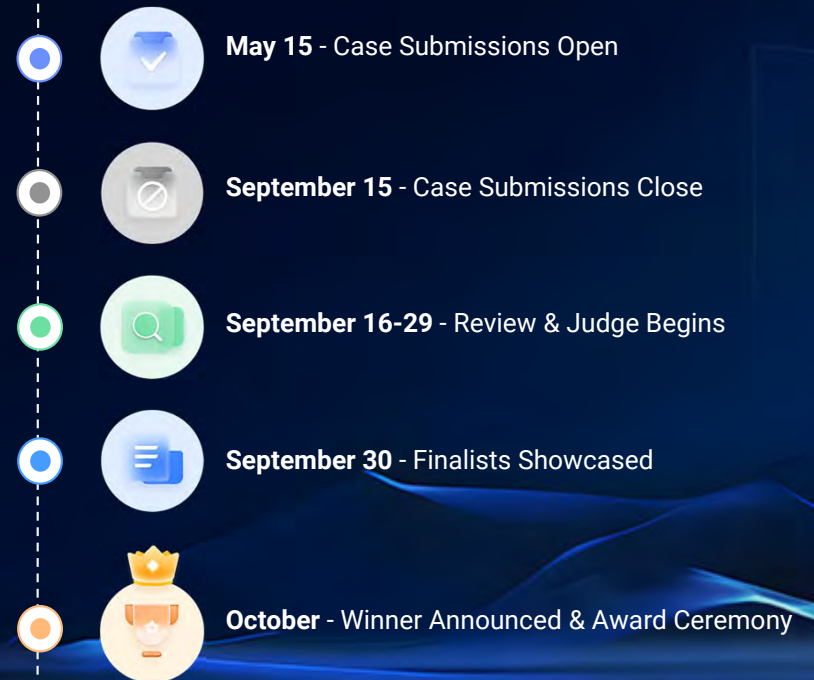 May 15 - Case Submissions Open
September 15 - Case Submissions Close
September 16-29 - Review & Judge Begins
September 30 - Finalists Showcased
October - Winner Announced & Award Ceremony